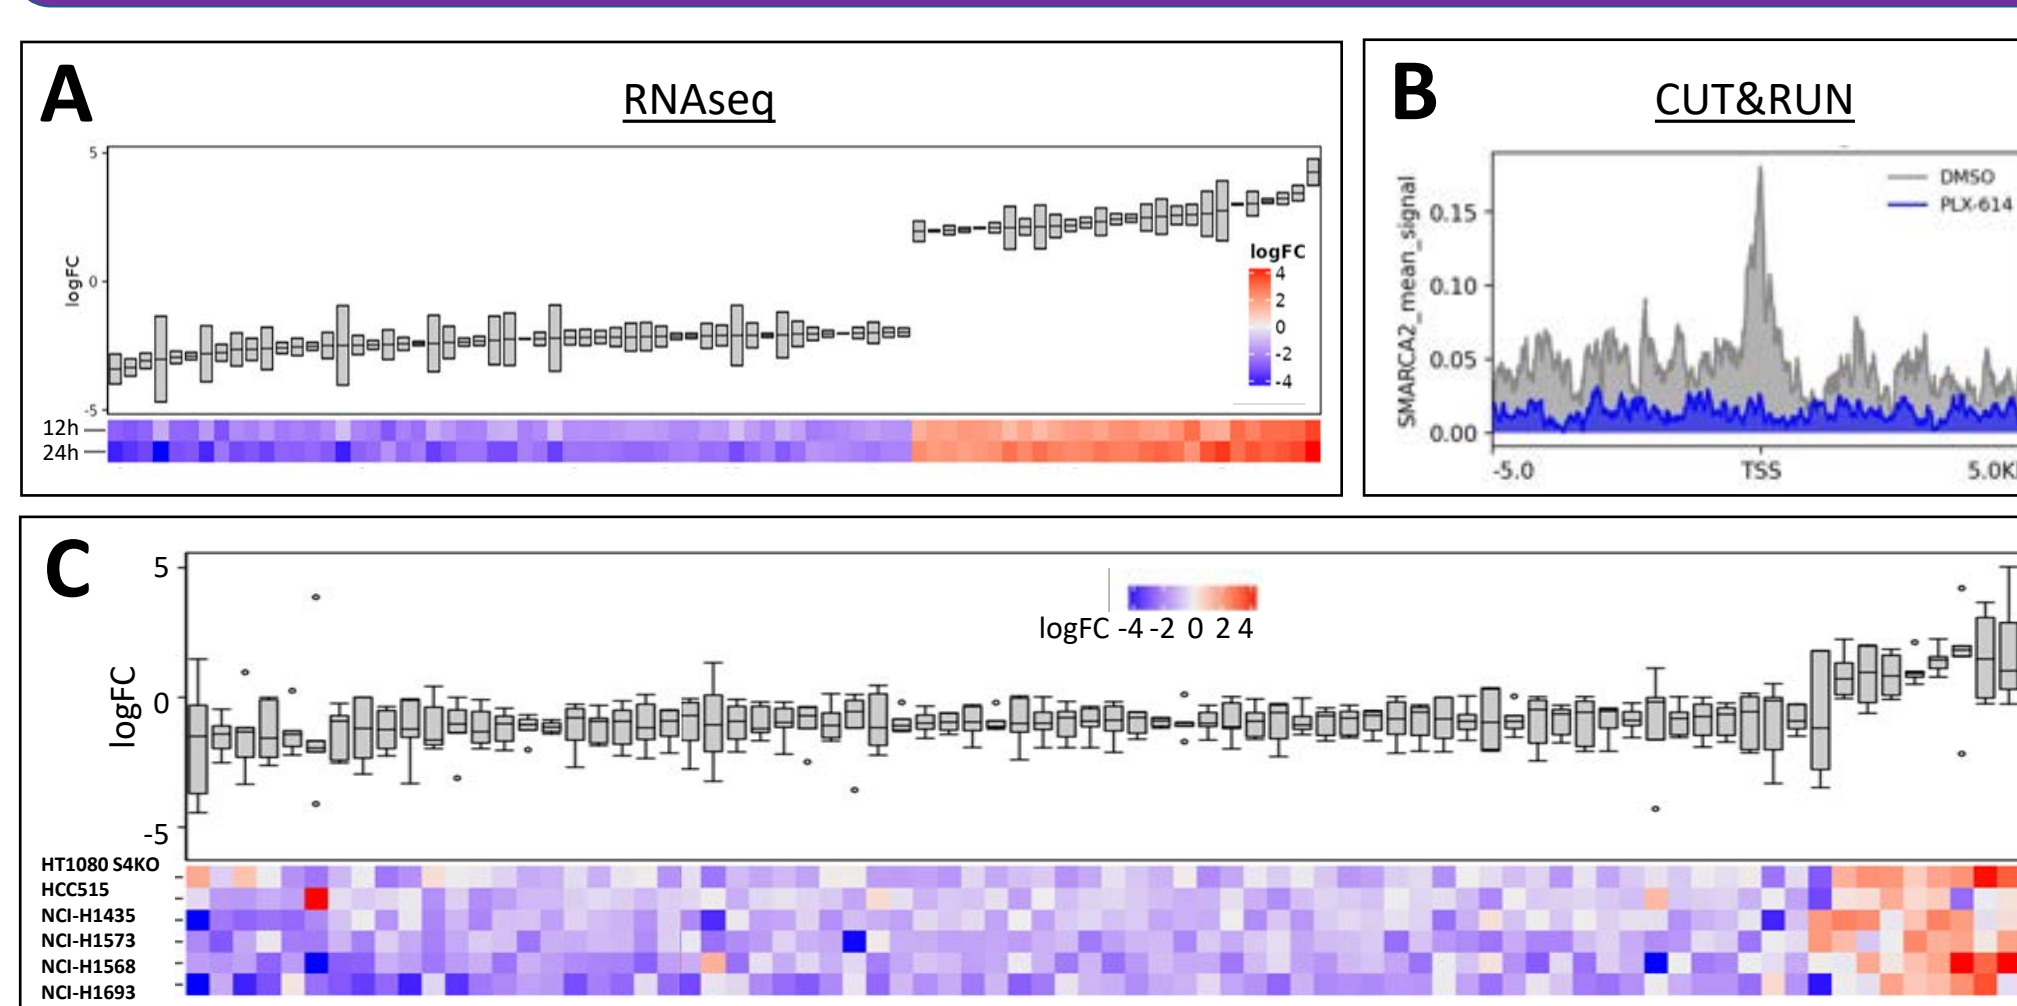 A
RNAseq
5
0
-5
logFC
logFC
4
2
0
-2
-4
12h
24h
B
CUT&RUN
SMARCA2_mean_signal
0.15
0.10
0.05
0.00
DMSO
PLX-614
-5.0
TSS
5.0K
C
5
0
-5
logFC
logFC -4 -2 0 2 4
HT1080 S4KO
HCC515
NCI-H1435
NCI-H1573
NCI-H1568
NCI-H1693